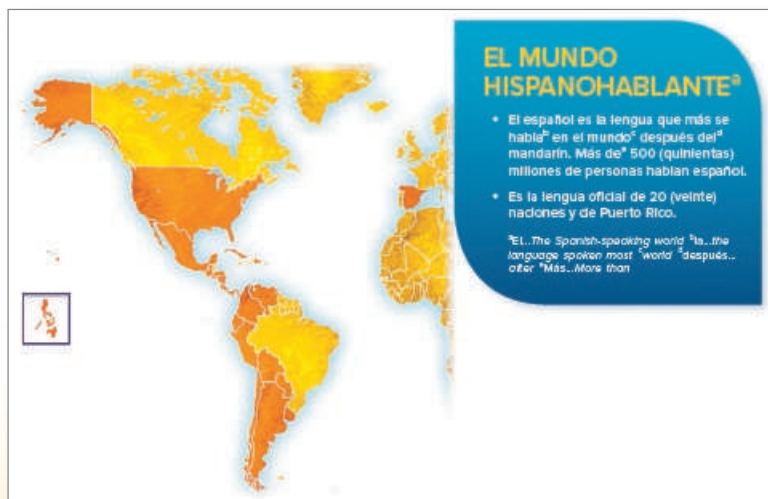 EL MUNDO
HISPANOHABLANTEª
• El español es la lengua que más se
hablaᵇ en el mundoᶜ después delᵈ
mandarín. Más deᵉ 500 (quinientas)
millones de personas hablan español.
• Es la lengua oficial de 20 (veinte)
naciones y de Puerto Rico.
ªEl...The Spanish-speaking world ᵇla...the
language spoken most ᶜworld ᵈdespués...
after ᵉMás...More than